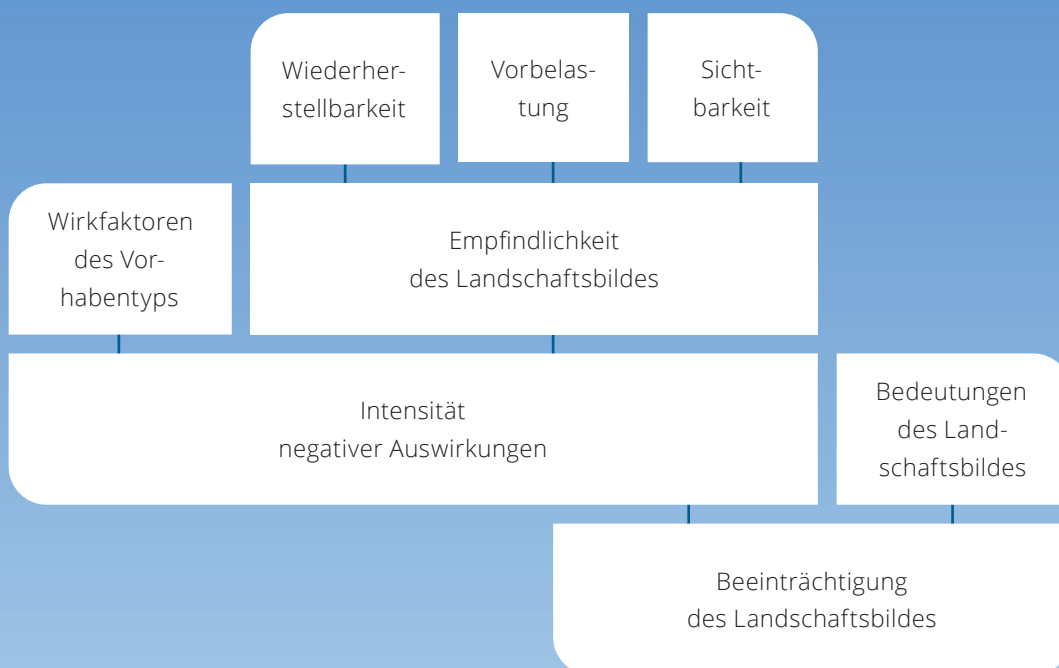 Wiederher-
stellbarkeit
Vorbelas-
tung
Sicht-
barkeit
Wirkfaktoren
des Vor-
habentyps
Empfindlichkeit
des Landschaftsbildes
Intensität
negativer Auswirkungen
Bedeutungen
des Land-
schaftsbildes
Beeinträchtigung
des Landschaftsbildes